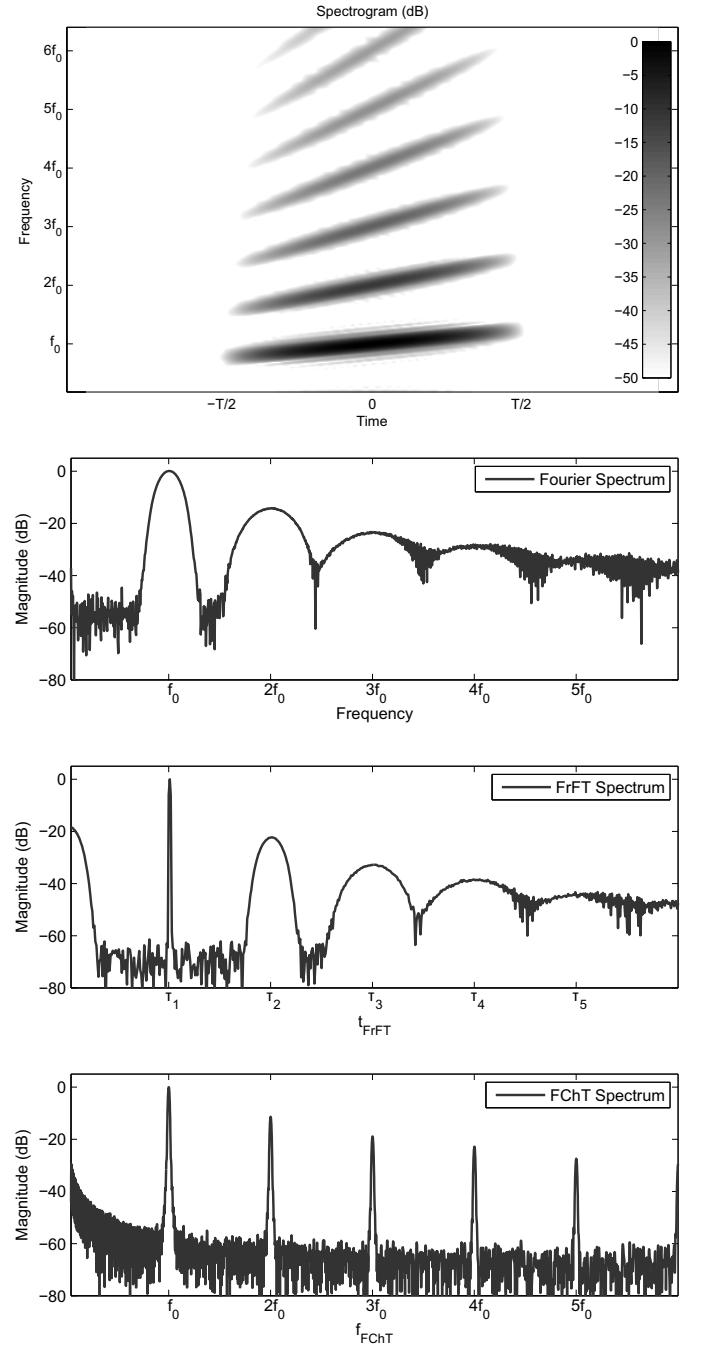 Spectrogram (dB)
6f0
5f0
4f0
3f0
2f0
f0
Frequency
−T/2 0 T/2
Time
0
−5
−10
−15
−20
−25
−30
−35
−40
−45
−50
Fourier Spectrum
0
−20
−40
−60
−80
Magnitude (dB)
f0 2f0 3f0 4f0 5f0
Frequency
FrFT Spectrum
0
−20
−40
−60
−80
Magnitude (dB)
τ1 τ2 τ3 τ4 τ5
tFrFT
FChT Spectrum
0
−20
−40
−60
−80
Magnitude (dB)
f0 2f0 3f0 4f0 5f0
fFChT